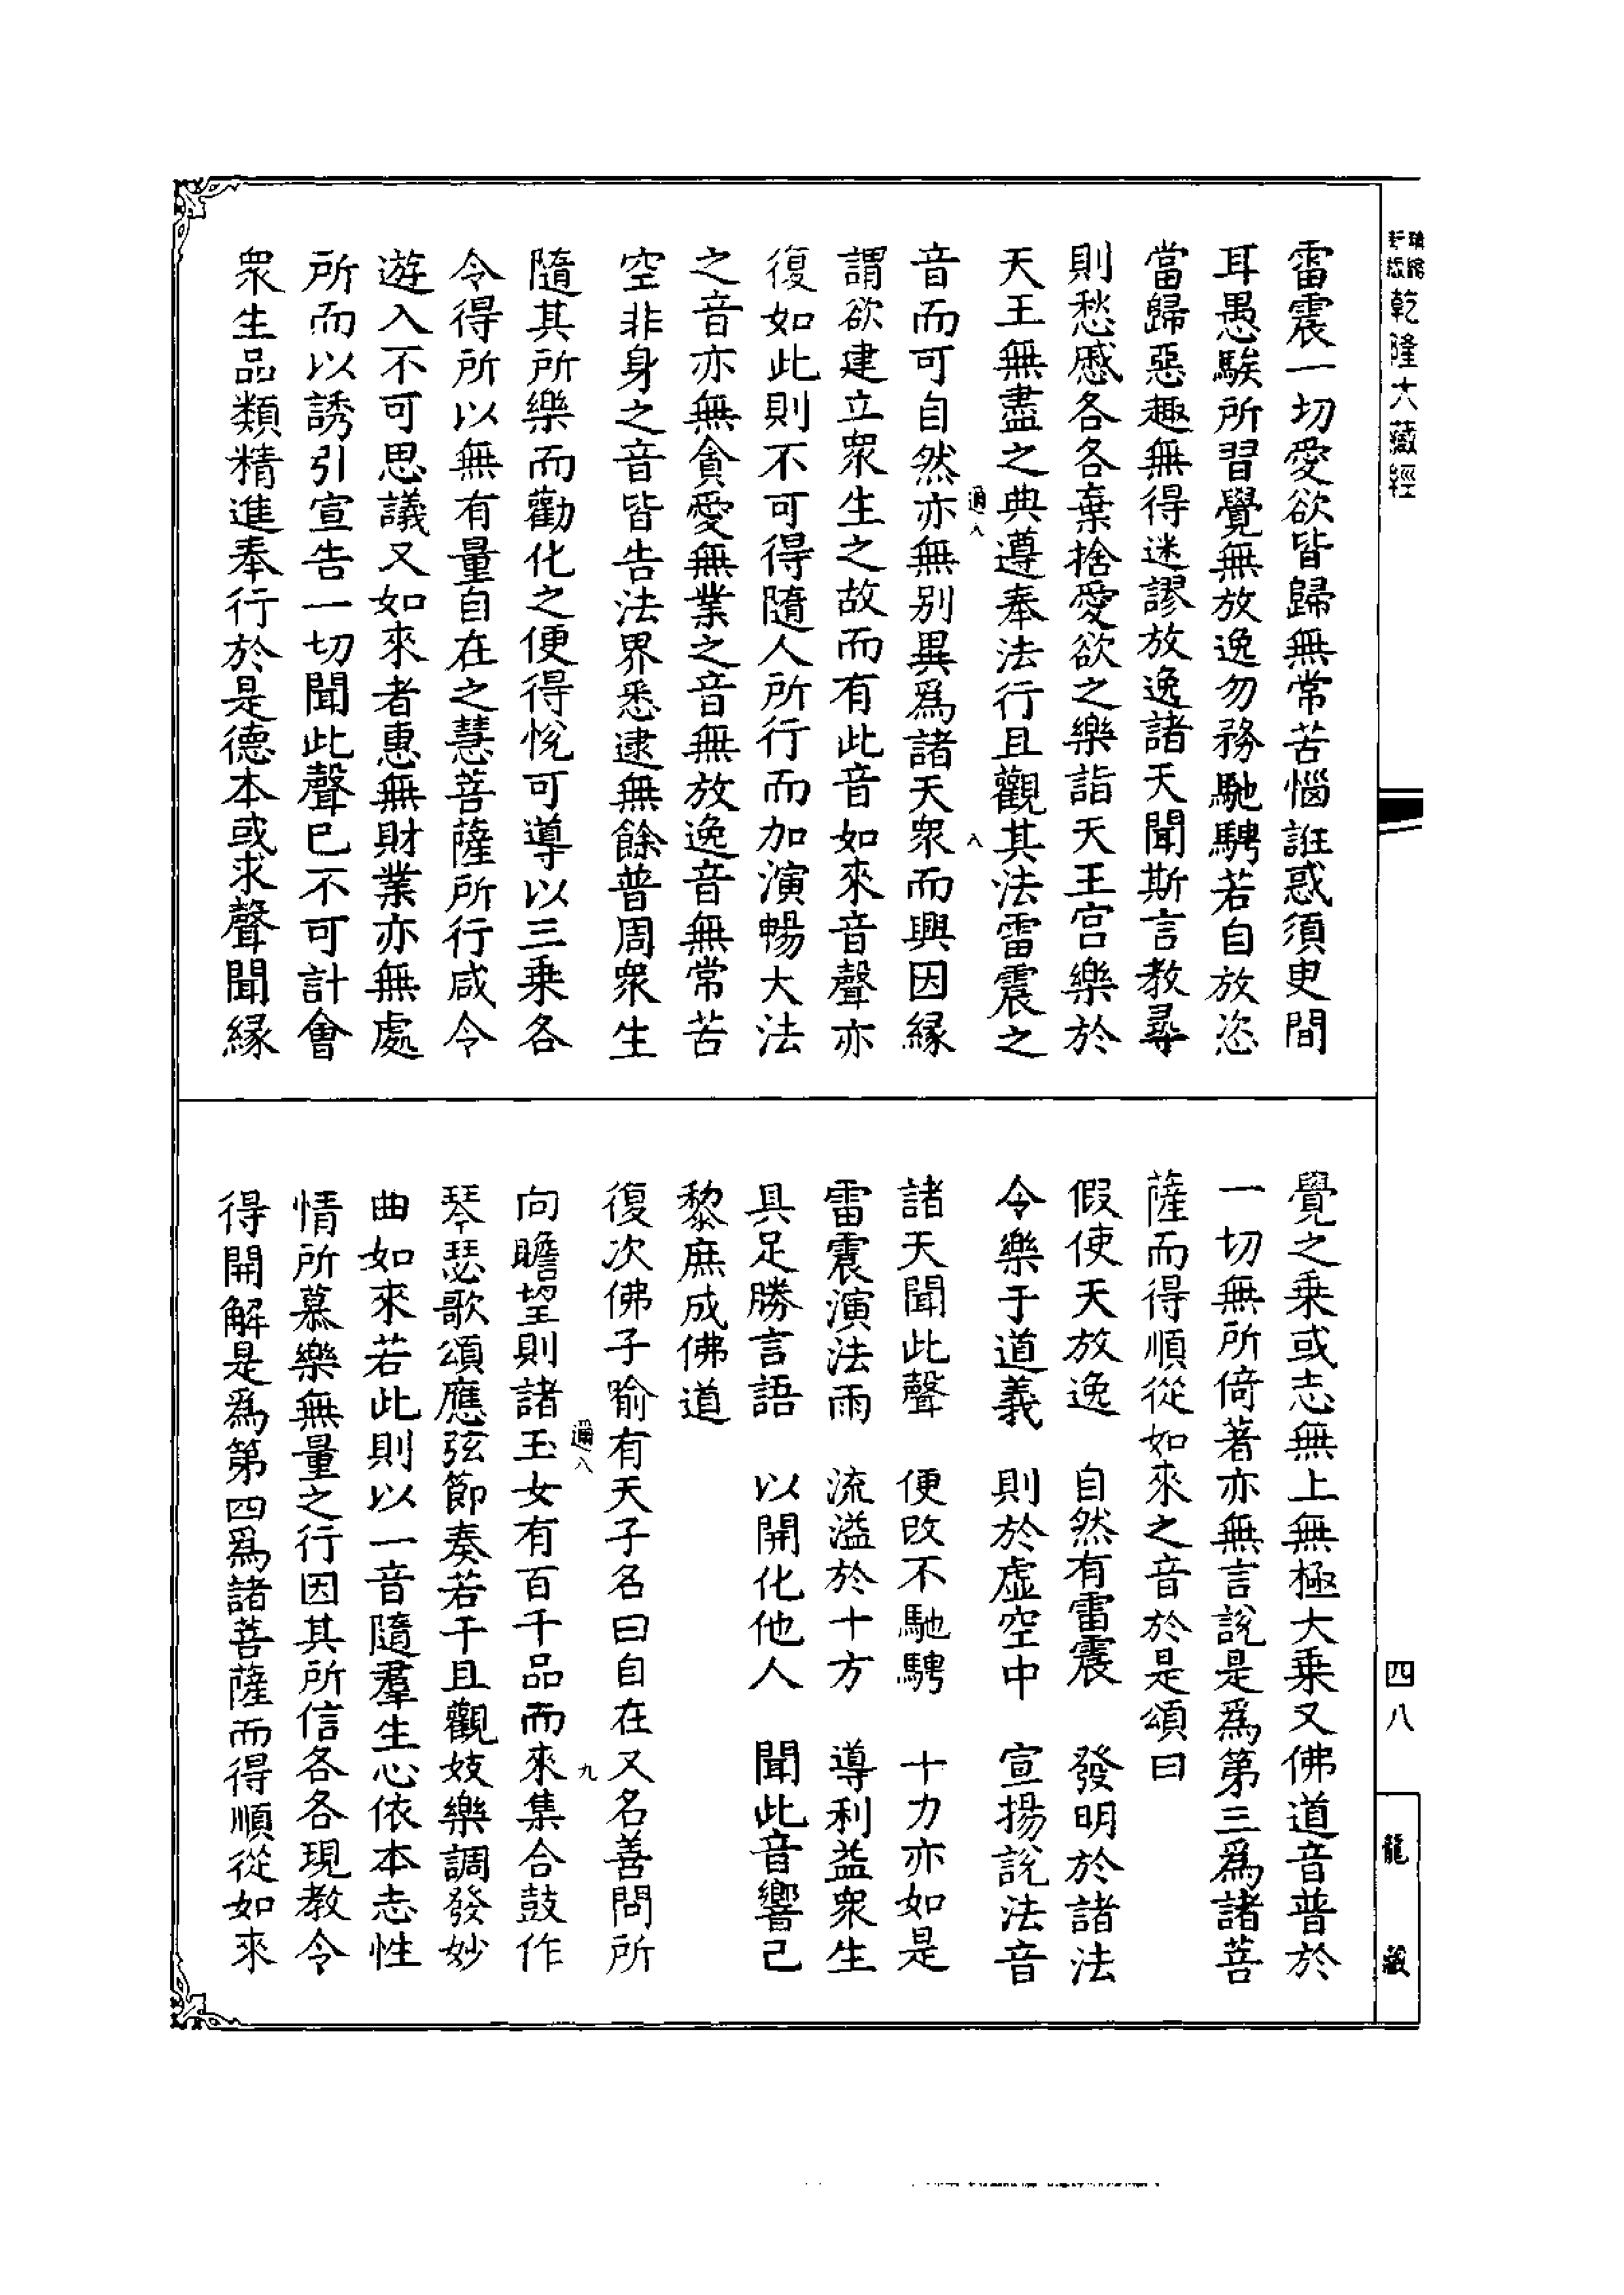 乾隆大藏經
雷震一切愛欲皆歸無常苦惱誑惑須更間
耳愚騃所習覺無放逸勿務馳騁若自放恣
當歸惡趣無得迷謬放逸諸天聞斯言教尋
則愁慼各各棄捨愛欲之樂詣天王宮樂於
天王無盡之典遵奉法行且觀其法雷震之
音而可自然亦無別異爲諸天衆而興因縁
謂欲建立衆生之故而有此音如來音聲亦
復如此則不可得隨人所行而加演暢大法
之音亦無貪愛無業之音無放逸音無常苦
空非身之音皆告法界悉逮無餘普周衆生
隨其所樂而勸化之便得悅可導以三乗各
令得所以無有量自在之慧菩薩所行咸令
遊入不可思議又如來者惠無財業亦無處
所而以誘引宣告一切聞此聲已不可計會
衆生品類精進奉行於是德本或求聲聞縁
覺之乗或志無上無極大乗又佛道音普於
一切無所倚著亦無言說是爲第三爲諸菩
薩而得順從如來之音於是頌曰
假使天放逸　自然有雷震　發明於諸法
令樂于道義　則於虛空中　宣揚說法音
諸天聞此聲　便改不馳騁　十力亦如是
雷震演法雨　流溢於十方　導利益衆生
具足勝言語　以開化他人　聞此音響已
黎庶成佛道
復次佛子喻有天子名曰自在又名善問所
向瞻望則諸玉女有百千品而來集合鼓作
琴瑟歌頌應弦節奏若干且觀妓樂調發妙
曲如來若此則以一音隨羣生心依本志性
情所慕樂無量之行因其所信各各現教令
得開解是爲第四爲諸菩薩而得順從如來
八
八
八
九
四八
龍藏